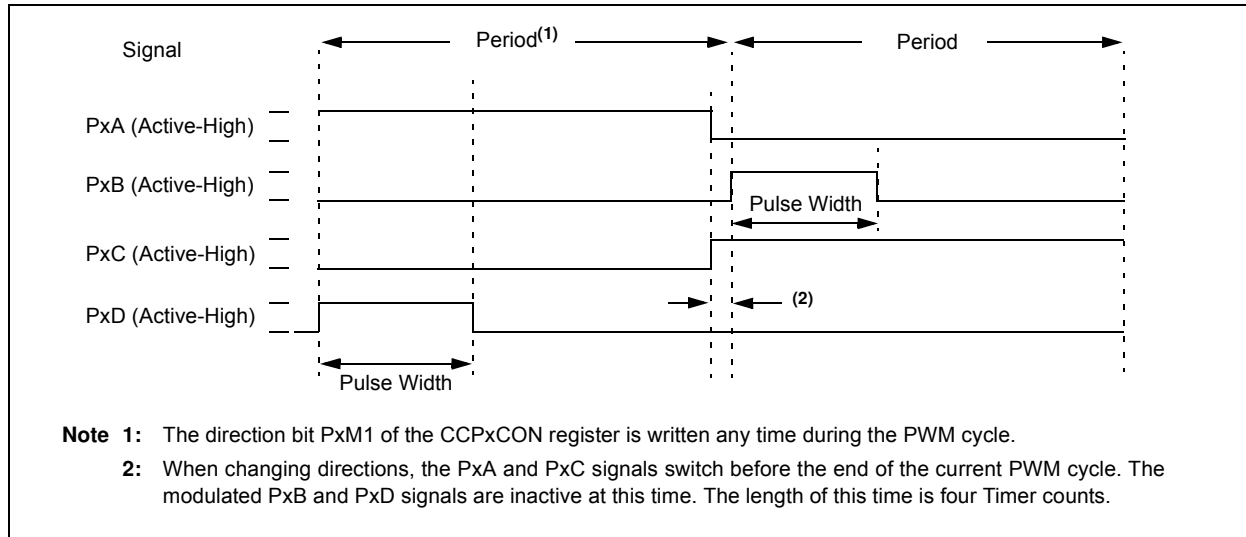 Signal
Period(1)
Period
PxA (Active-High)
PxB (Active-High)
Pulse Width
PxC (Active-High)
(2)
PxD (Active-High)
Pulse Width
Note 1: The direction bit PxM1 of the CCPxCON register is written any time during the PWM cycle.
2: When changing directions, the PxA and PxC signals switch before the end of the current PWM cycle. The
modulated PxB and PxD signals are inactive at this time. The length of this time is four Timer counts.